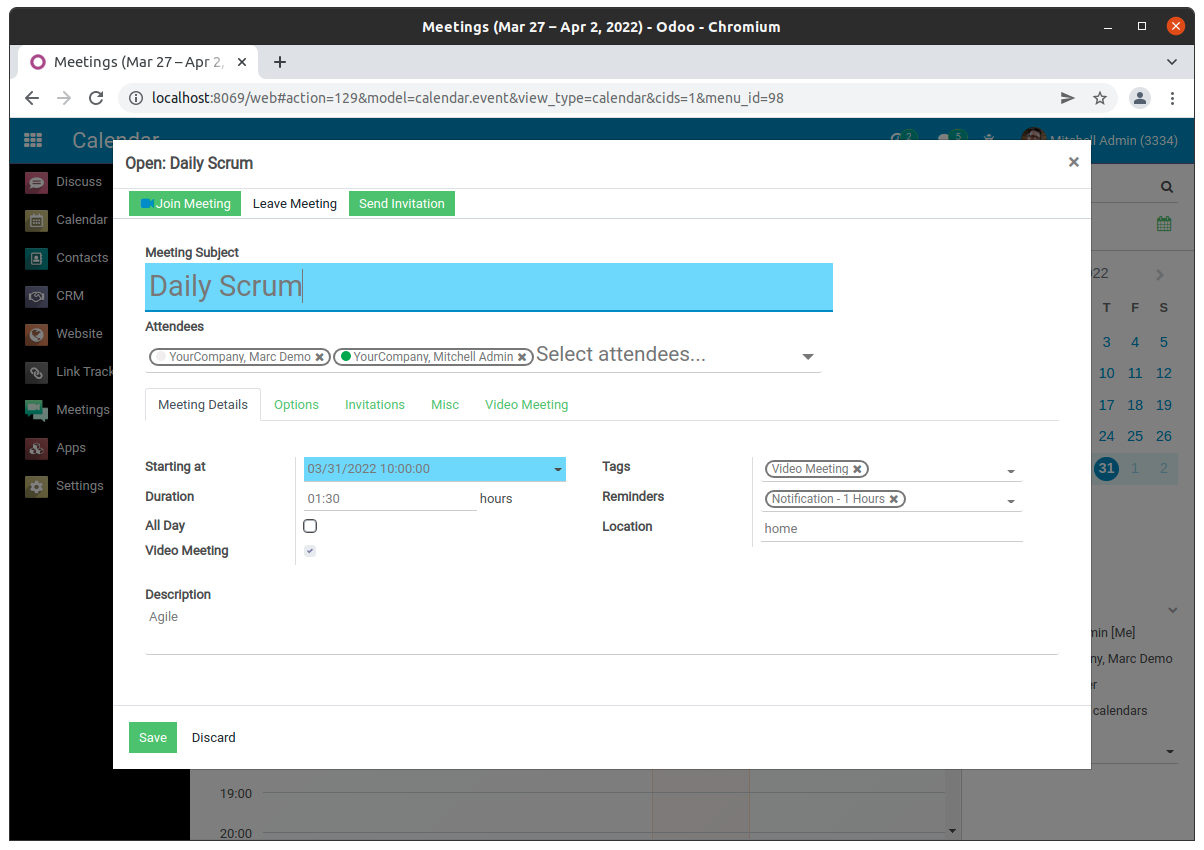 Meetings (Mar 27 – Apr 2, 2022) - Odoo - Chromium
Meetings (Mar 27 – Apr 2,
localhost:8069/web#action=129&model=calendar.event&view_type=calendar&cids=1&menu_id=98
Calendar
2
5
Mitchell Admin (3334)
Discuss
Calendar
Contacts
CRM
Website
Link Track
Meetings
Apps
Settings
Open: Daily Scrum
Join Meeting
Leave Meeting
Send Invitation
Meeting Subject
Daily Scrum
Attendees
YourCompany, Marc Demo
YourCompany, Mitchell Admin
Select attendees...
Meeting Details
Options
Invitations
Misc
Video Meeting
Starting at
03/31/2022 10:00:00
Duration
01:30
hours
All Day
Video Meeting
Tags
Video Meeting
Reminders
Notification - 1 Hours
Location
home
Description
Agile
Save
Discard
022
T F S
3 4 5
10 11 12
17 18 19
24 25 26
31 1 2
min [Me]
ny, Marc Demo
er
calendars
19:00
20:00